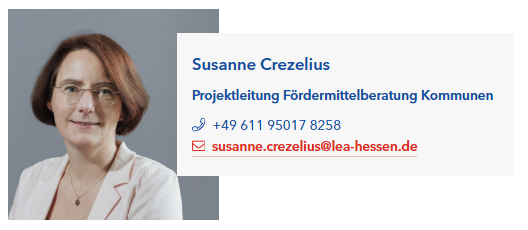 Susanne Crezelius
Projektleitung Fördermittelberatung Kommunen
+49 611 95017 8258
susanne.crezelius@lea-hessen.de